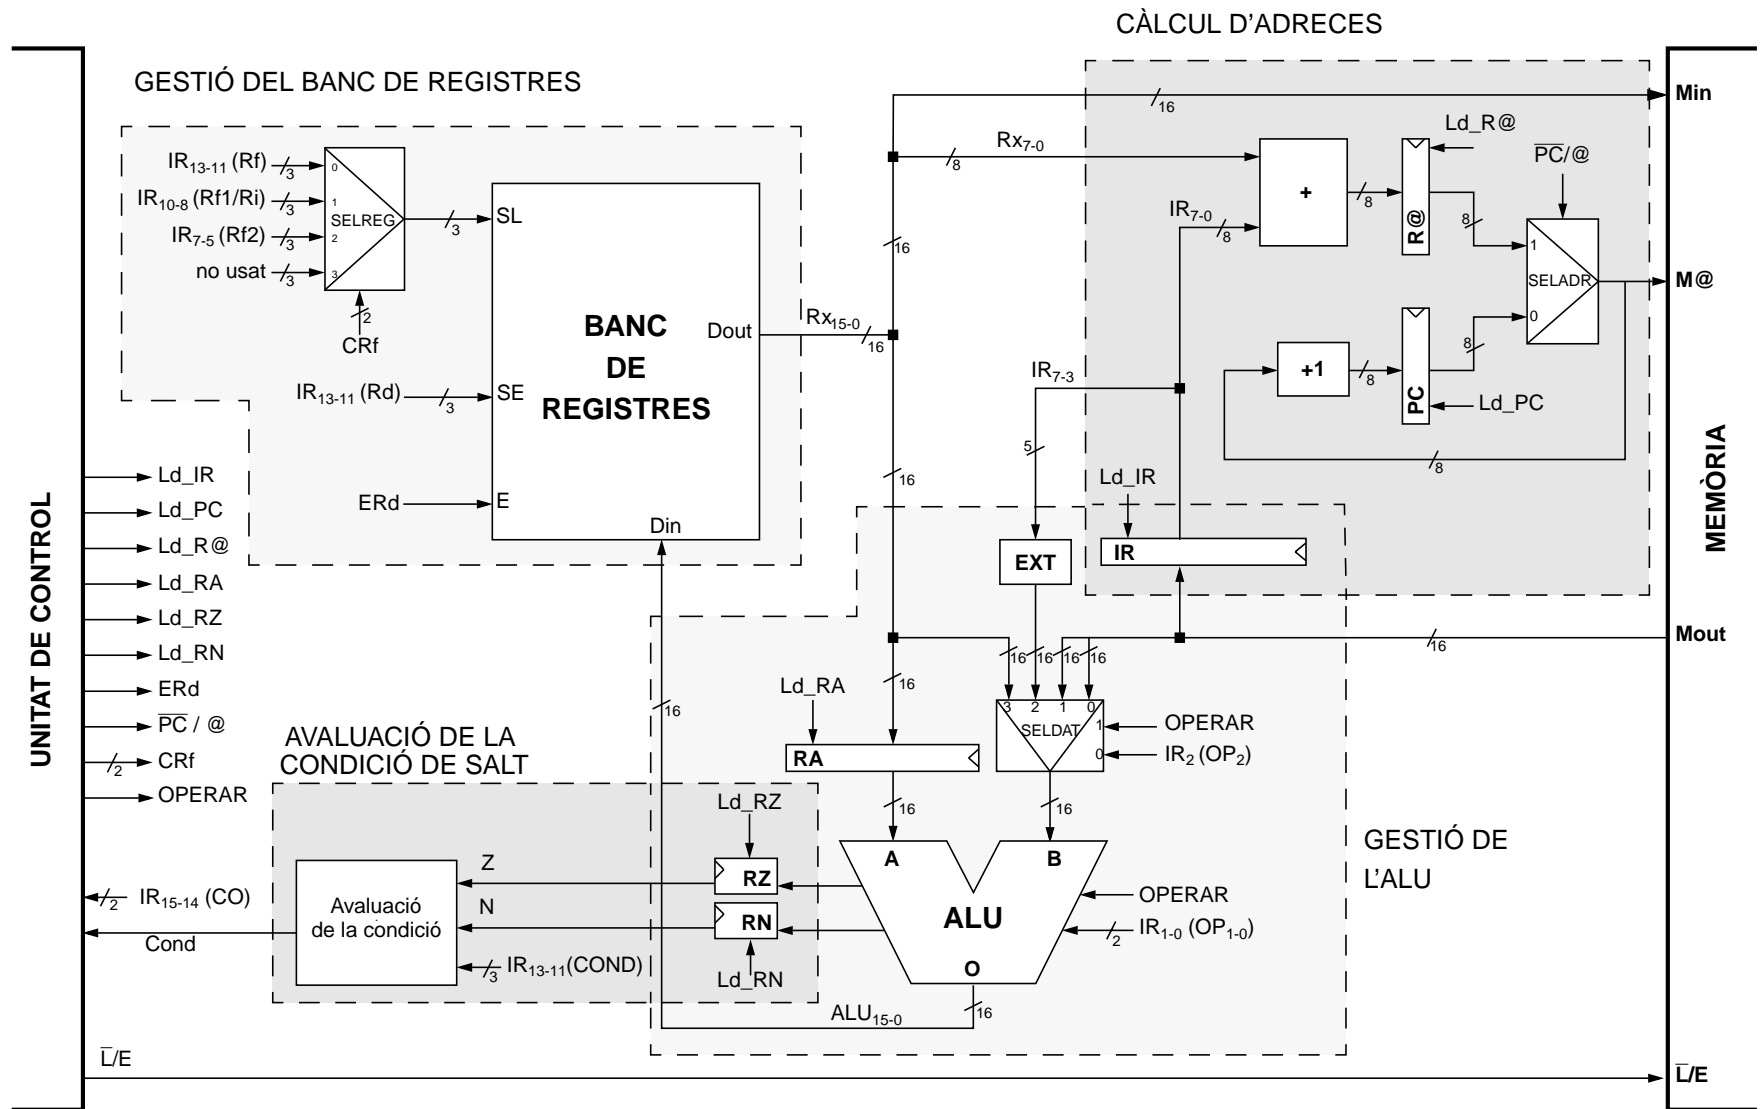 CÀLCUL D'ADRECES
GESTIÓ DEL BANC DE REGISTRES
Min
16
Ld_R@
Rx7-0
8
PC/@
IR13-11 (Rf)
3
0
IR10-8 (Rf1/Ri)
3
1
SELREG
IR7-5 (Rf2)
3
2
no usat
3
3
2
CRf
3
SL
IR13-11 (Rd)
3
SE
ERd
E
BANC
DE
REGISTRES
Dout
Din
Rx15-0
16
16
16
IR7-0
8
+
8
R@
8
1
SELADR
0
M@
8
+1
8
PC
Ld_PC
8
IR7-3
5
Ld_IR
IR
EXT
MEMÒRIA
Mout
16
UNITAT DE CONTROL
Ld_IR
Ld_PC
Ld_R@
Ld_RA
Ld_RZ
Ld_RN
ERd
PC / @
2
CRf
OPERAR
16
16
16
16
16
3
2
1
0
SELDAT
1
OPERAR
0
IR2 (OP2)
Ld_RA
RA
16
16
16
AVALUACIÓ DE LA
CONDICIÓ DE SALT
Ld_RZ
Z
RZ
N
RN
Ld_RN
Avaluació
de la condició
3
IR13-11(COND)
2
IR15-14 (CO)
Cond
A
B
ALU
O
OPERAR
2
IR1-0 (OP1-0)
GESTIÓ DE
L'ALU
ALU15-0
16
L/E
L/E